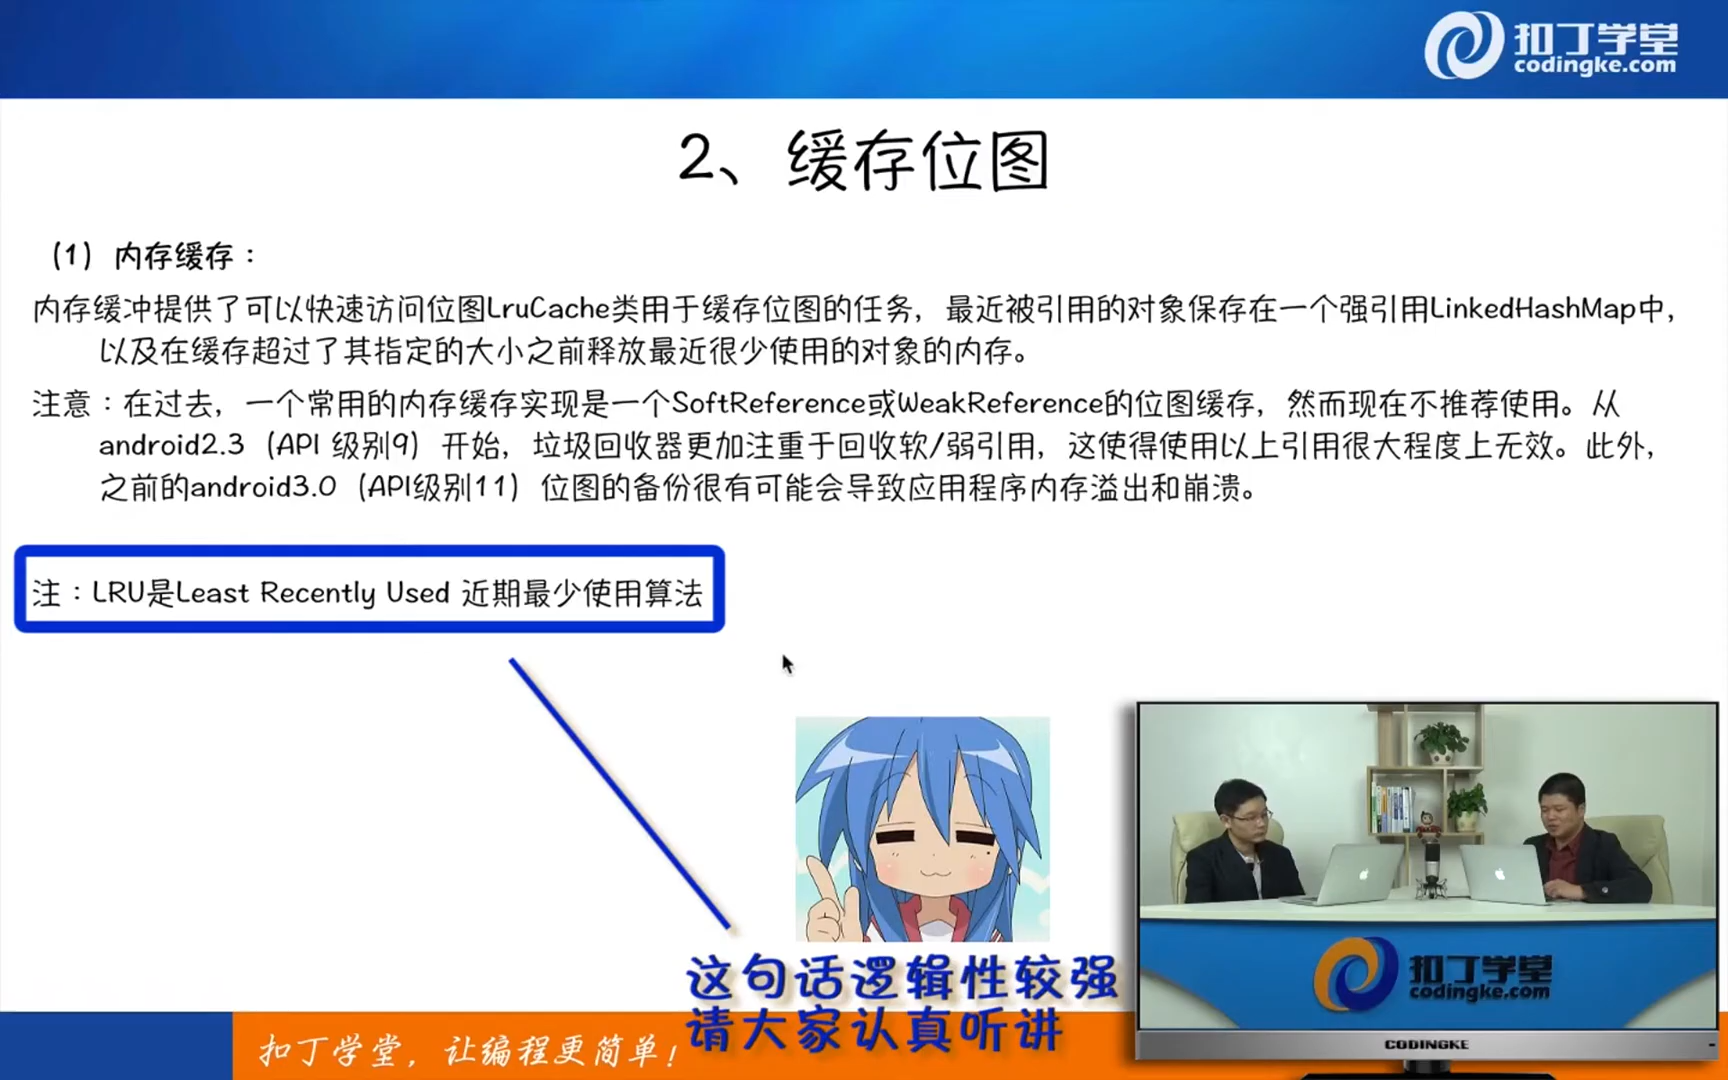 扣丁学堂
codingke.com
2、缓存位图
(1) 内存缓存：
内存缓冲提供了可以快速访问位图LruCache类用于缓存位图的任务，最近被引用的对象保存在一个强引用LinkedHashMap中，
以及在缓存超过了其指定的大小之前释放最近很少使用的对象的内存。
注意：在过去，一个常用的内存缓存实现是一个SoftReference或WeakReference的位图缓存，然而现在不推荐使用。从
android2.3（API 级别9）开始，垃圾回收器更加注重于回收软/弱引用，这使得使用以上引用很大程度上无效。此外，
之前的android3.0（API级别11）位图的备份很有可能会导致应用程序内存溢出和崩溃。
注：LRU是Least Recently Used 近期最少使用算法
这句话逻辑性较强
请大家认真听讲
扣丁学堂，让编程更简单！
扣丁学堂
codingke.com
CODINGKE